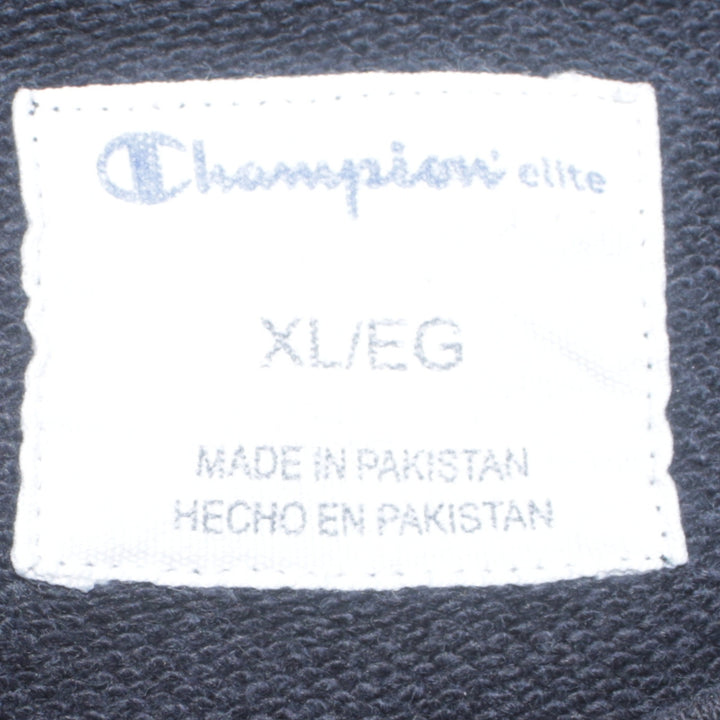 Champion elite
XL/EG
MADE IN PAKISTAN
HECHO EN PAKISTAN